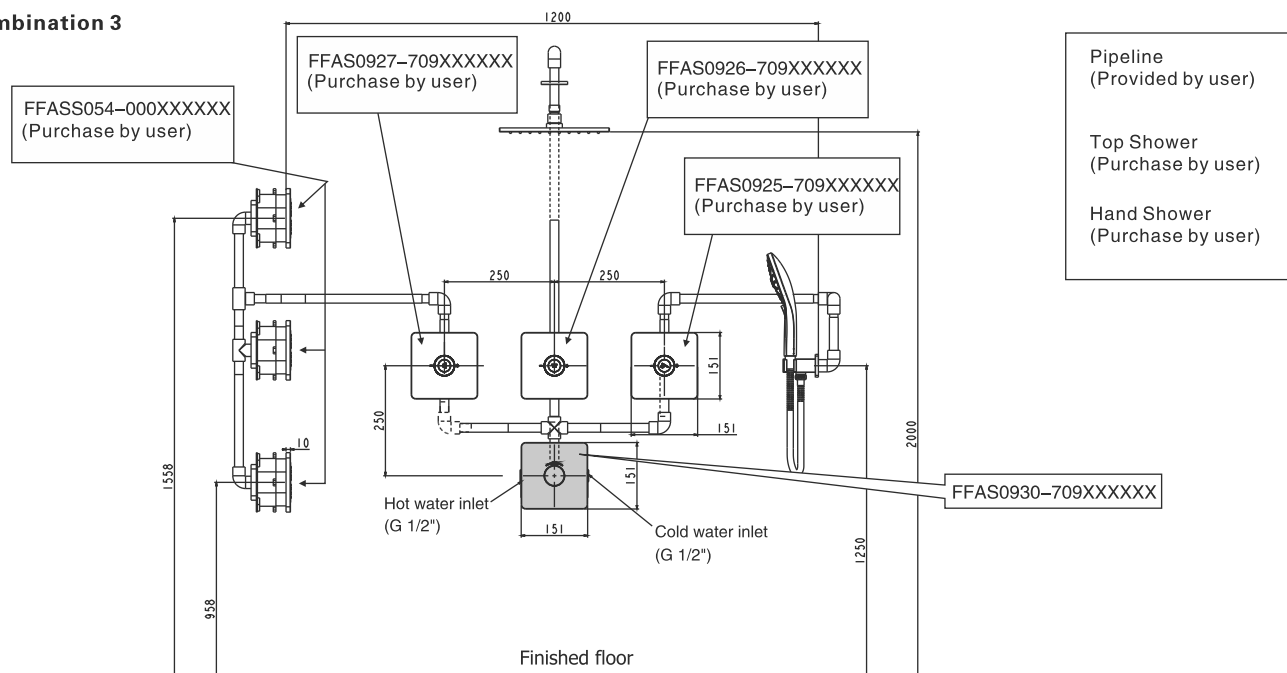 mbination 3
1200
FFAS0927-709XXXXXX
(Purchase by user)
FFAS0926-709XXXXXX
(Purchase by user)
Pipeline
(Provided by user)
FFASS054-000XXXXXX
(Purchase by user)
Top Shower
(Purchase by user)
FFAS0925-709XXXXXX
(Purchase by user)
Hand Shower
(Purchase by user)
250
250
151
250
151
2000
10
1558
151
FFAS0930-709XXXXXX
Hot water inlet
(G 1/2")
151
Cold water inlet
(G 1/2")
1250
958
Finished floor